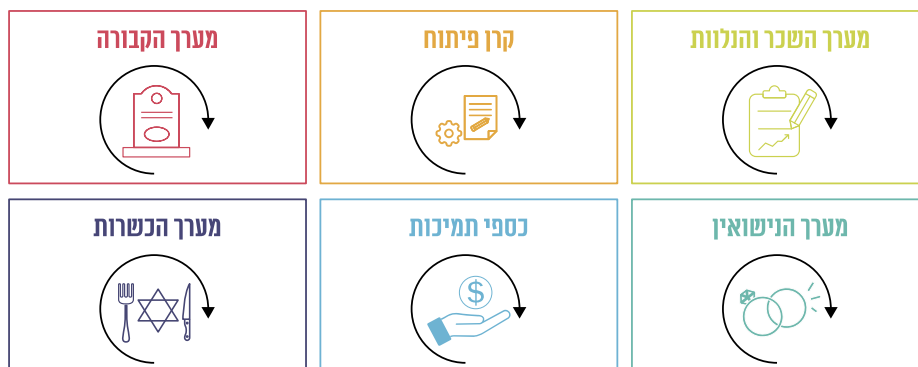 מערך השכר והנלוות
קרן פיתוח
מערך הקבורה
מערך הנישואין
כספי תמיכות
$
מערך הכשרות